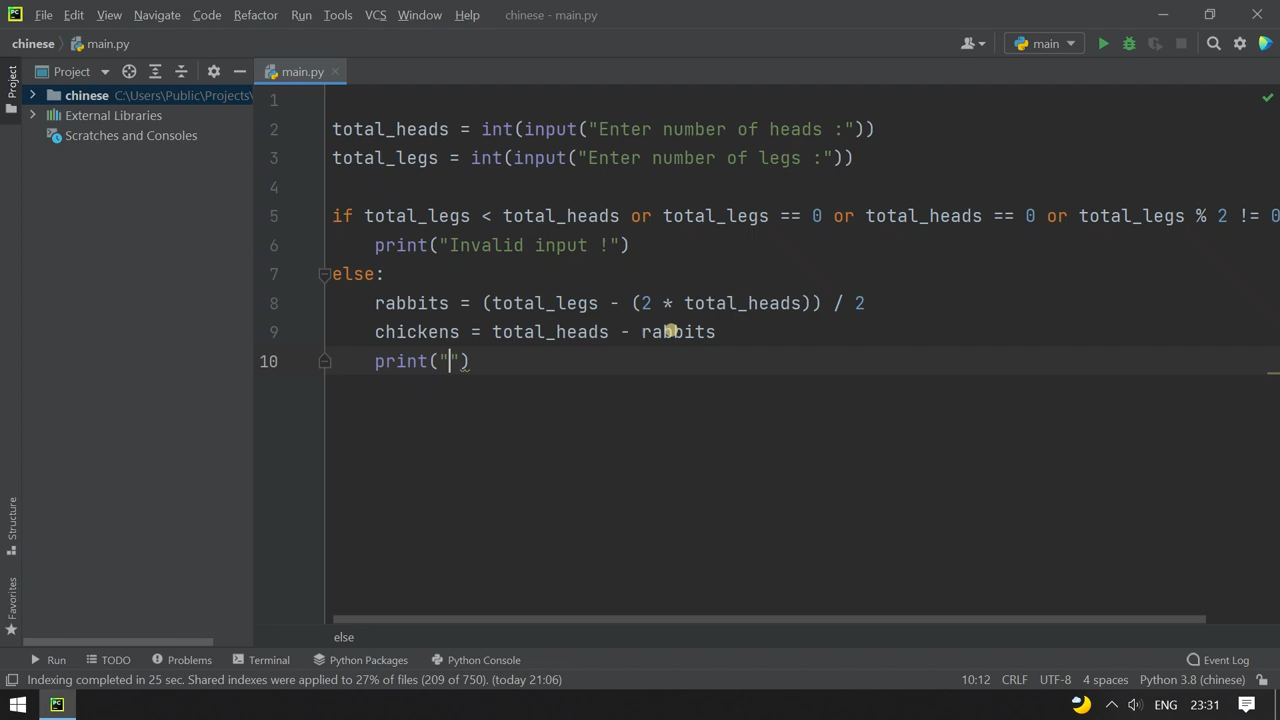 File Edit View Navigate Code Refactor Run Tools VCS Window Help chinese - main.py
chinese main.py main
Project main.py
Project
chinese C:\Users\Public\Projects\
External Libraries
Scratches and Consoles
1
2 total_heads = int(input("Enter number of heads :"))
3 total_legs = int(input("Enter number of legs :"))
4
5 if total_legs < total_heads or total_legs == 0 or total_heads == 0 or total_legs % 2 != 0
6 print("Invalid input !")
7 else:
8 rabbits = (total_legs - (2 * total_heads)) / 2
9 chickens = total_heads - rabbits
10 print("")
Structure
Favorites
else
Run TODO Problems Terminal Python Packages Python Console Event Log
Indexing completed in 25 sec. Shared indexes were applied to 27% of files (209 of 750). (today 21:06) 10:12 CRLF UTF-8 4 spaces Python 3.8 (chinese)
ENG 23:31